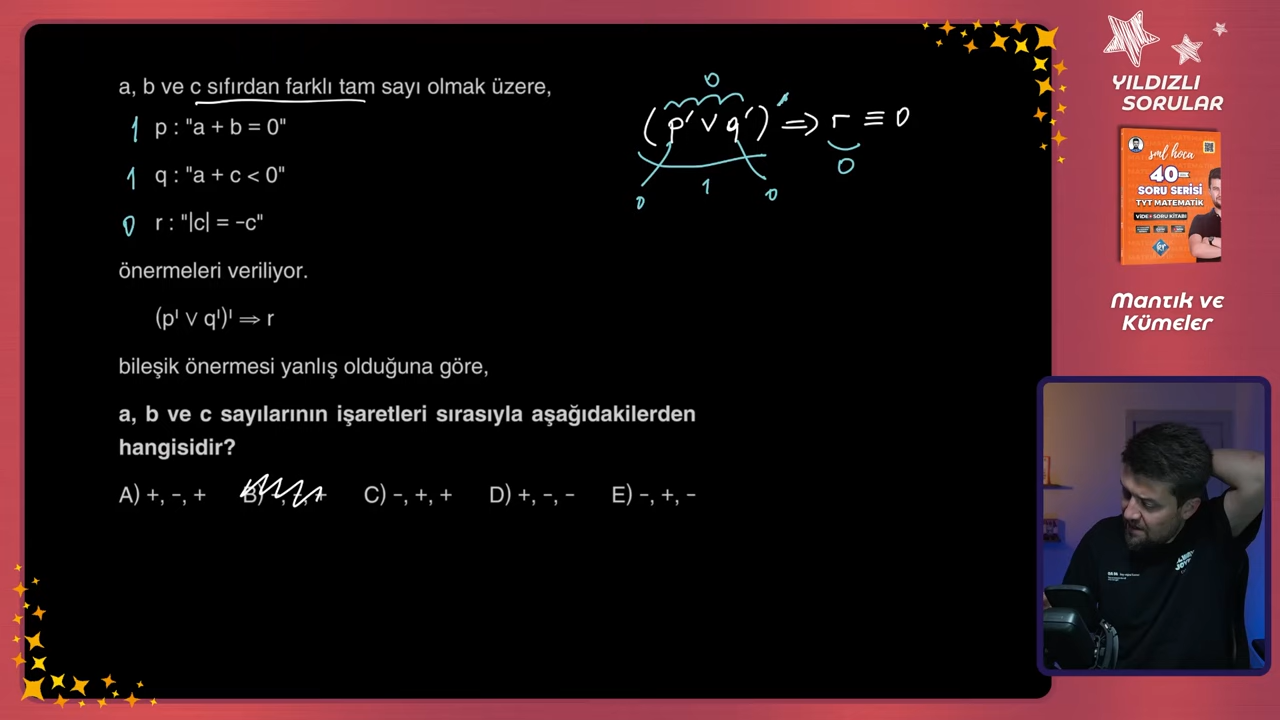 a, b ve c sıfırdan farklı tam sayı olmak üzere,
1 p : "a + b = 0"
1 q : "a + c < 0"
0 r : "|c| = -c"
önermeleri veriliyor.
(p' ∨ q')' ⇒ r
bileşik önermesi yanlış olduğuna göre,
a, b ve c sayılarının işaretleri sırasıyla aşağıdakilerden
hangisidir?
A) +, -, + C) -, +, + D) +, -, - E) -, +, -
0
(p' ∨ q')' ⇒ r ≡ 0
0 1 0 0
YILDIZLI
SORULAR
şml hoca
40
SORU SERİSİ
TYT MATEMATİK
Mantık ve
Kümeler